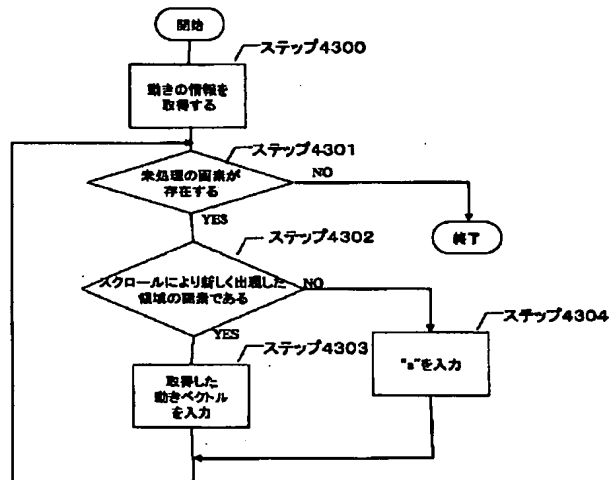 開始
ステップ4300
動きの情報を
取得する
ステップ4301
未処理の画素が
存在する
NO
YES
終了
ステップ4302
スクロールにより新しく出現した
領域の画素である
NO
YES
ステップ4303
ステップ4304
取得した
動きベクトル
を入力
"a"を入力